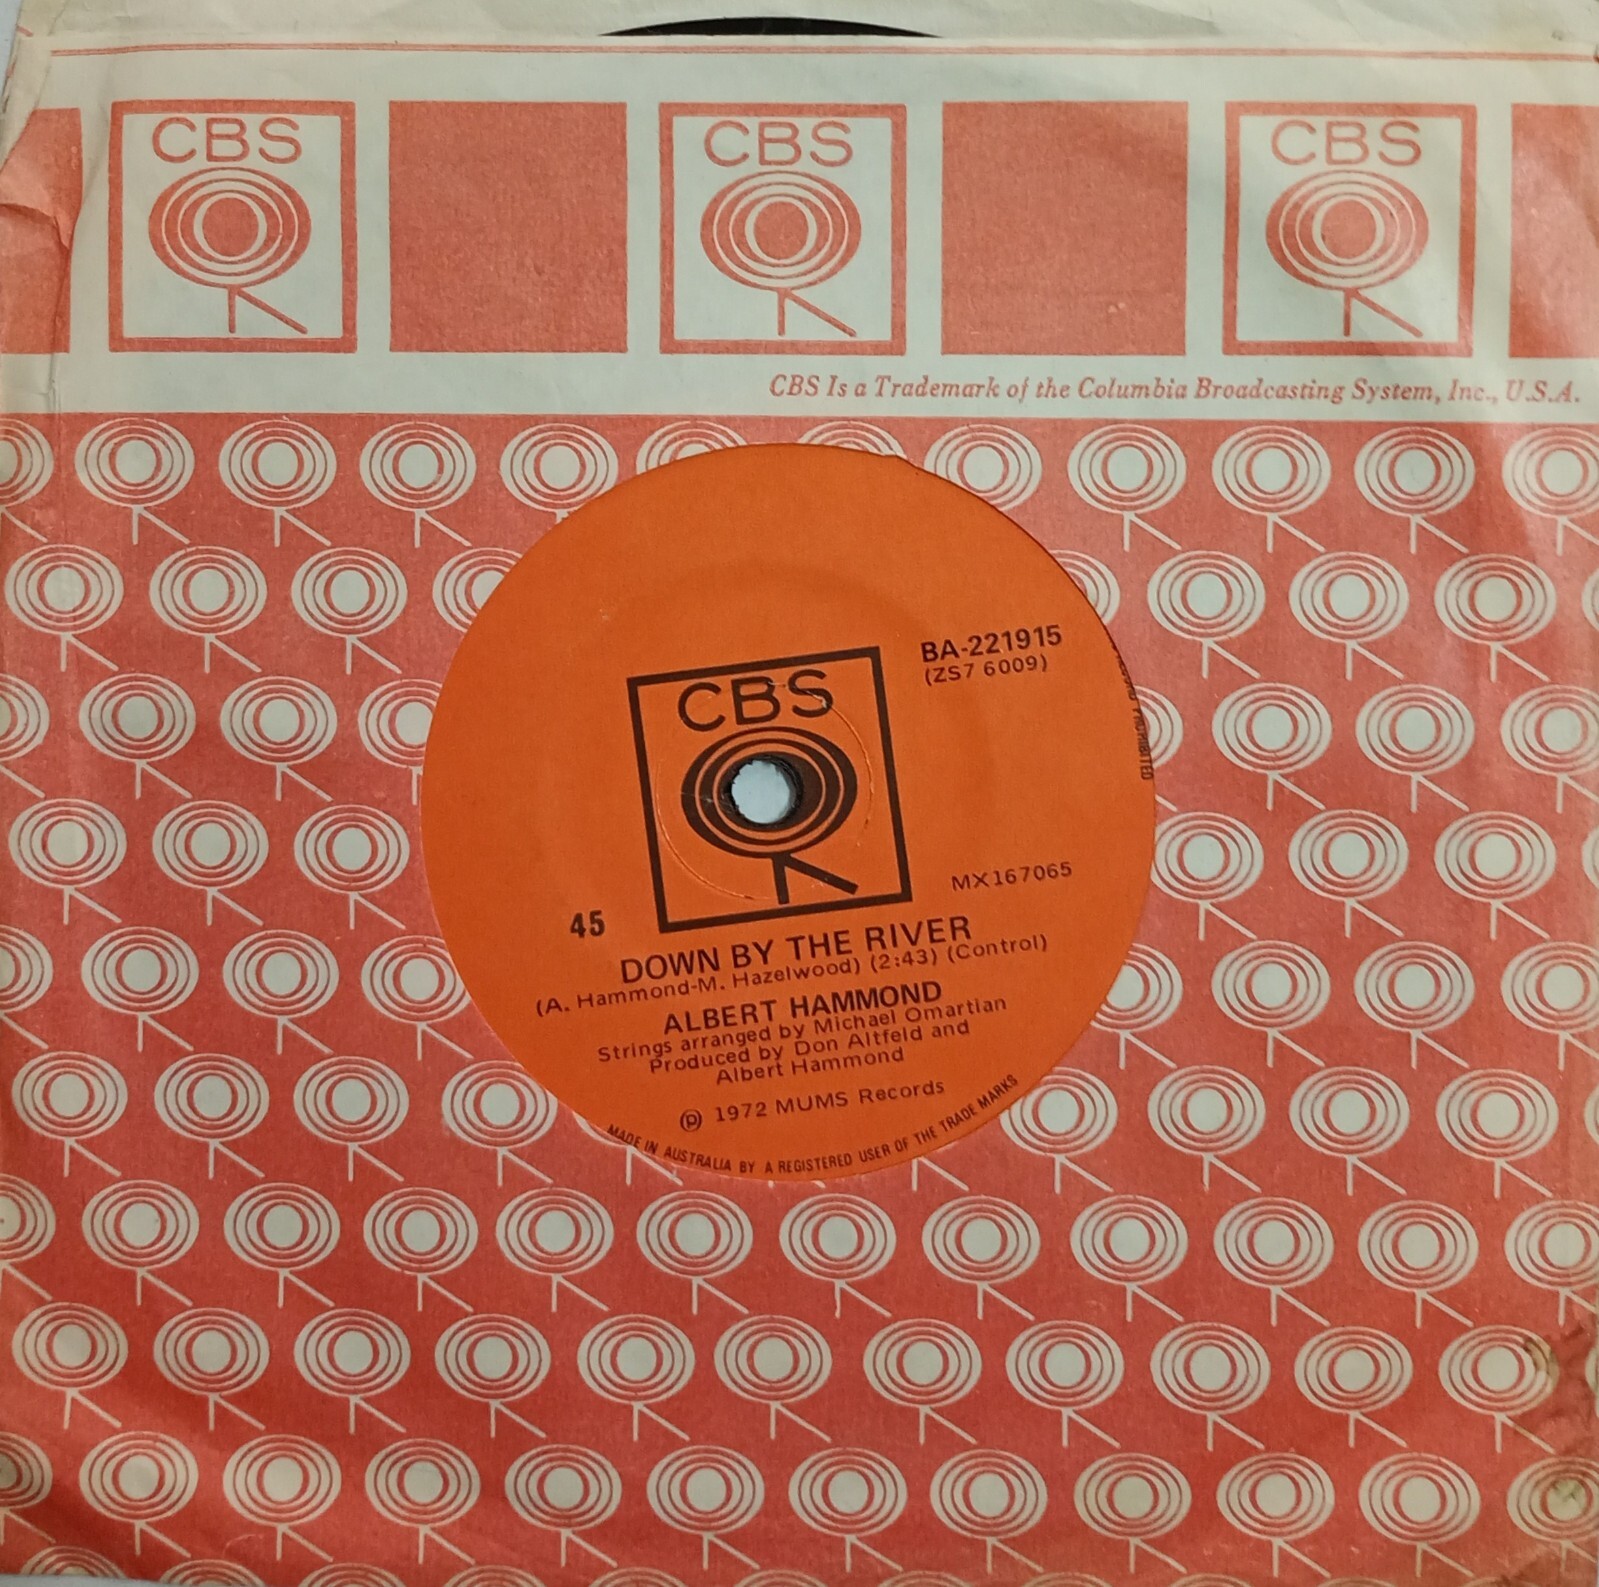 CBS
CBS
CBS
CBS Is a Trademark of the Columbia Broadcasting System, Inc., U.S.A.
CBS
BA-221915
(ZS7 6009)
PROHIBITED
MX167065
45
DOWN BY THE RIVER
(A. Hammond-M. Hazelwood) (2:43) (Control)
ALBERT HAMMOND
Strings arranged by Michael Omartian
Produced by Don Altfeld and
Albert Hammond
℗ 1972 MUMS Records
MADE IN AUSTRALIA BY A REGISTERED USER OF THE TRADE MARKS